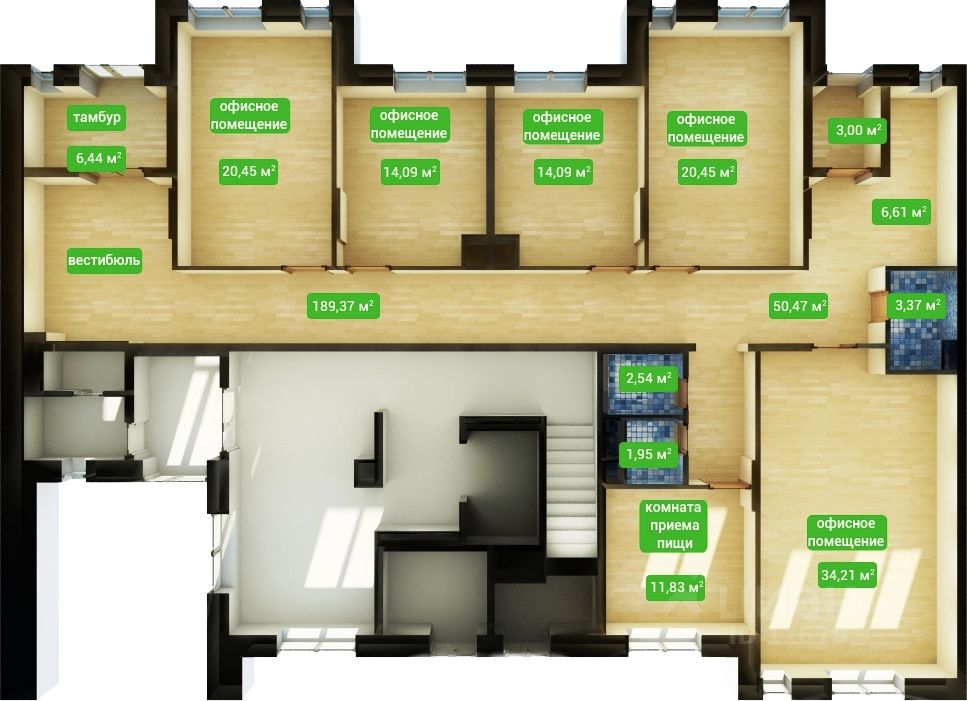 тамбур
6,44 м²
офисное
помещение
20,45 м²
офисное
помещение
14,09 м²
офисное
помещение
14,09 м²
офисное
помещение
20,45 м²
3,00 м²
6,61 м²
вестибюль
189,37 м²
50,47 м²
3,37 м²
2,54 м²
1,95 м²
комната
приема
пищи
11,83 м²
офисное
помещение
34,21 м²